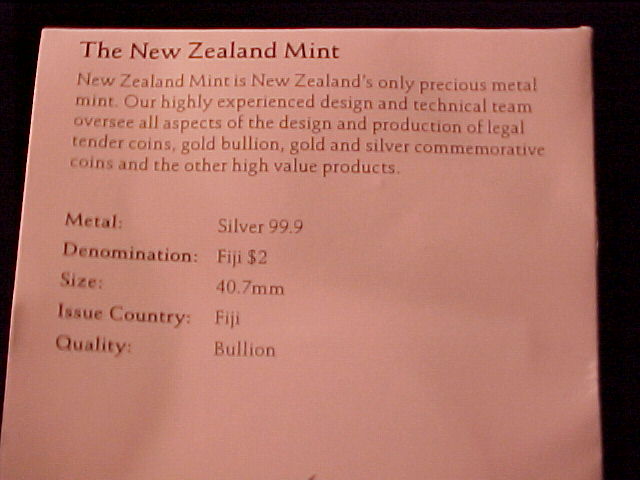 The New Zealand Mint
New Zealand Mint is New Zealand's only precious metal
mint. Our highly experienced design and technical team
oversee all aspects of the design and production of legal
tender coins, gold bullion, gold and silver commemorative
coins and the other high value products.
Metal: Silver 99.9
Denomination: Fiji $2
Size: 40.7mm
Issue Country: Fiji
Quality: Bullion